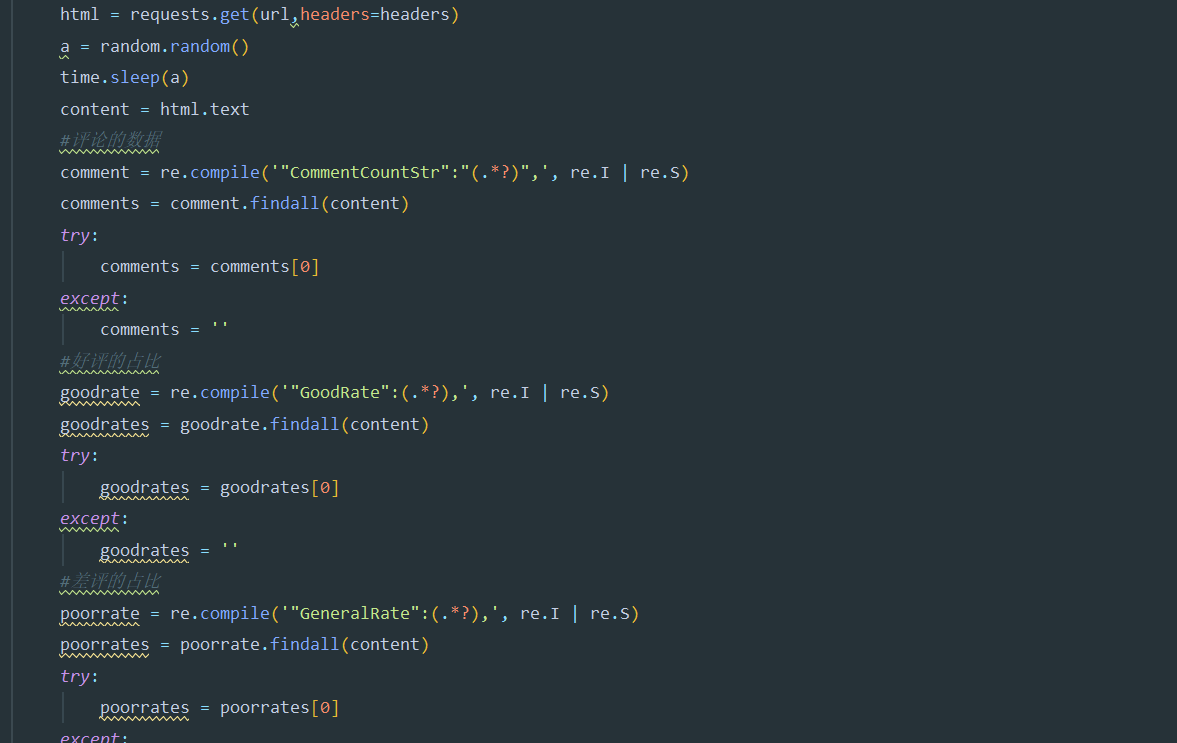 html = requests.get(url,headers=headers)
a = random.random()
time.sleep(a)
content = html.text
#评论的数据
comment = re.compile('"CommentCountStr":"(.*?)",', re.I | re.S)
comments = comment.findall(content)
try:
comments = comments[0]
except:
comments = ''
#好评的占比
goodrate = re.compile('"GoodRate":(.*?),', re.I | re.S)
goodrates = goodrate.findall(content)
try:
goodrates = goodrates[0]
except:
goodrates = ''
#差评的占比
poorrate = re.compile('"GeneralRate":(.*?),', re.I | re.S)
poorrates = poorrate.findall(content)
try:
poorrates = poorrates[0]
except: